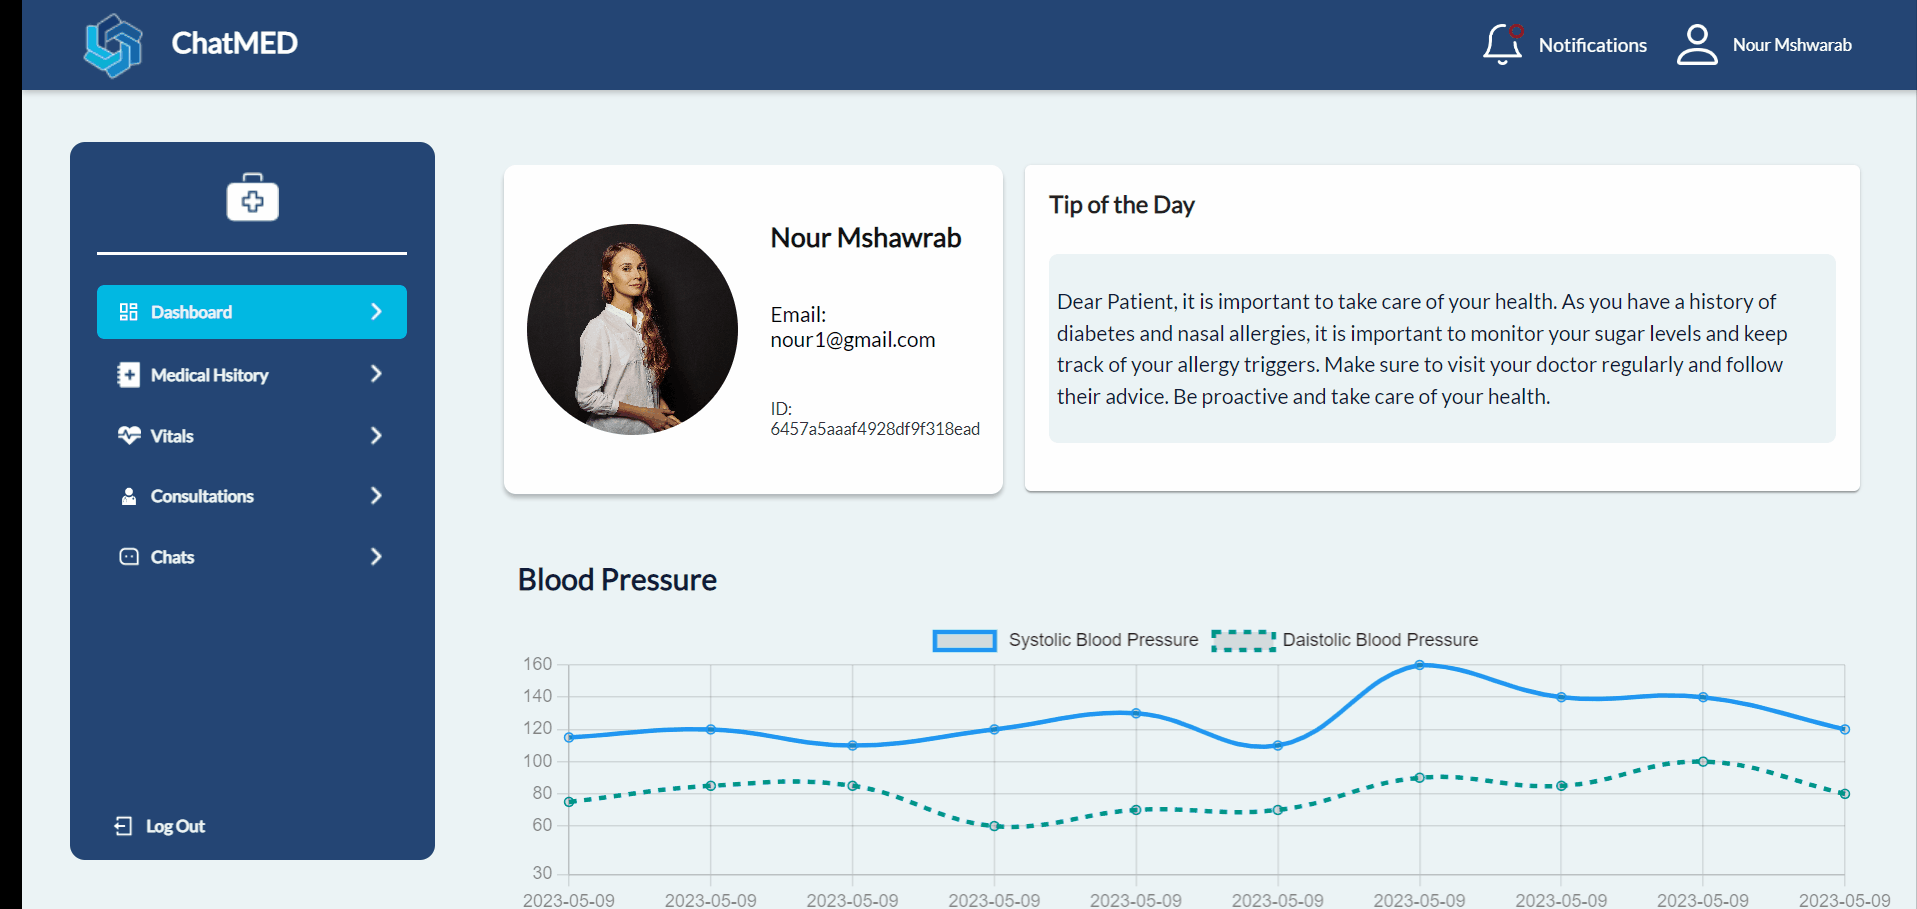 ChatMED
Notifications
Nour Mshwarab
Dashboard
Medical Hsitory
Vitals
Consultations
Chats
Log Out
Nour Mshawrab
Email:
nour1@gmail.com
ID:
6457a5aaaf4928df9f318ead
Tip of the Day
Dear Patient, it is important to take care of your health. As you have a history of
diabetes and nasal allergies, it is important to monitor your sugar levels and keep
track of your allergy triggers. Make sure to visit your doctor regularly and follow
their advice. Be proactive and take care of your health.
Blood Pressure
Systolic Blood Pressure Daistolic Blood Pressure
160
140
120
100
80
60
30
2023-05-09 2023-05-09 2023-05-09 2023-05-09 2023-05-09 2023-05-09 2023-05-09 2023-05-09 2023-05-09 2023-05-09